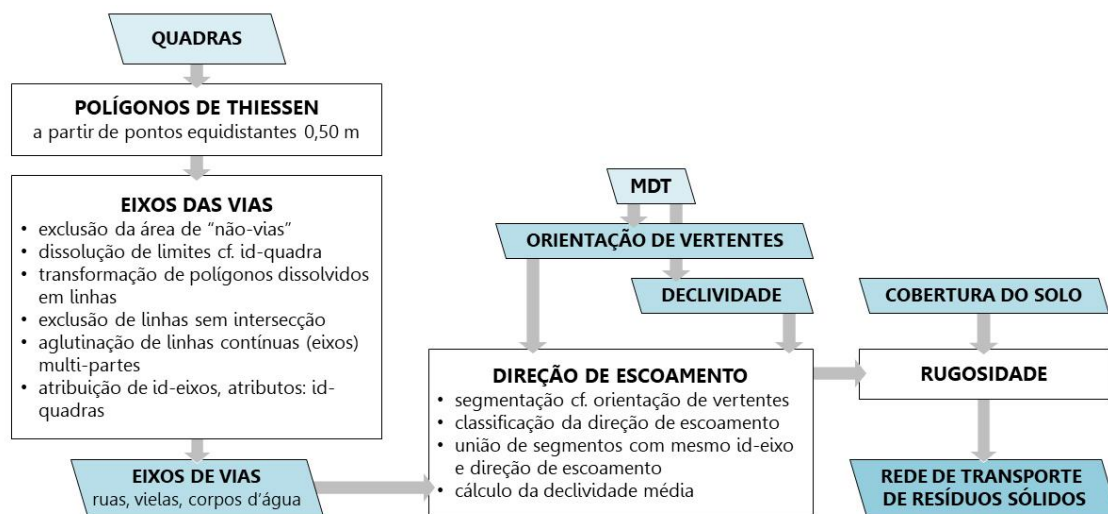 QUADRAS
POLÍGONOS DE THIESSEN
a partir de pontos equidistantes 0,50 m
EIXOS DAS VIAS
• exclusão da área de “não-vias”
• dissolução de limites cf. id-quadra
• transformação de polígonos dissolvidos
em linhas
• exclusão de linhas sem intersecção
• aglutinação de linhas contínuas (eixos)
multi-partes
• atribuição de id-eixos, atributos: id-
quadras
EIXOS DE VIAS
ruas, vielas, corpos d’água
MDT
ORIENTAÇÃO DE VERTENTES
DECLIVIDADE
DIREÇÃO DE ESCOAMENTO
• segmentação cf. orientação de vertentes
• classificação da direção de escoamento
• união de segmentos com mesmo id-eixo
e direção de escoamento
• cálculo da declividade média
COBERTURA DO SOLO
RUGOSIDADE
REDE DE TRANSPORTE
DE RESÍDUOS SÓLIDOS